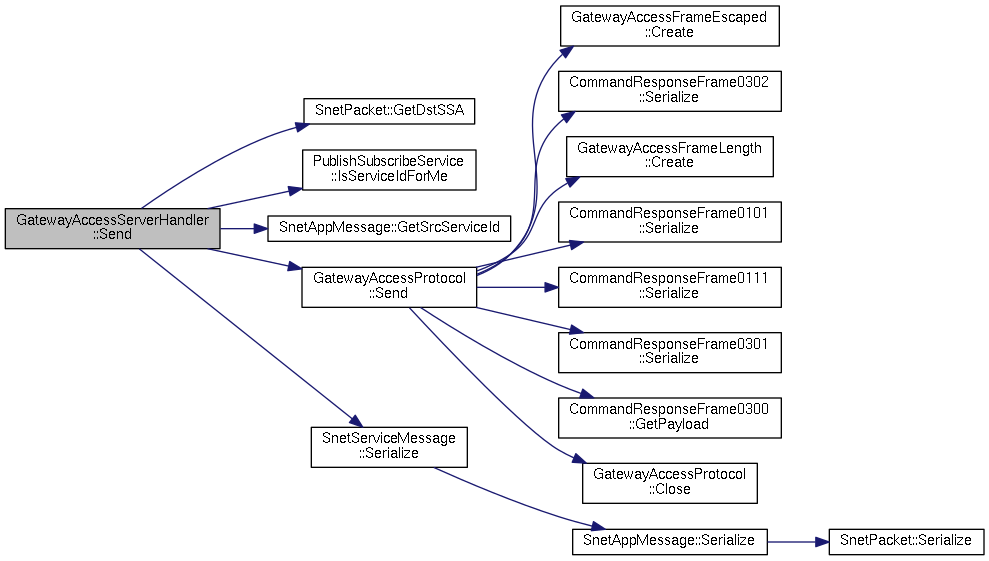 GatewayAccessServerHandler
::Send
SnetPacket::GetDstSSA
PublishSubscribeService
::IsServiceIdForMe
SnetAppMessage::GetSrcServiceId
GatewayAccessProtocol
::Send
SnetServiceMessage
::Serialize
GatewayAccessFrameEscaped
::Create
CommandResponseFrame0302
::Serialize
GatewayAccessFrameLength
::Create
CommandResponseFrame0101
::Serialize
CommandResponseFrame0111
::Serialize
CommandResponseFrame0301
::Serialize
CommandResponseFrame0300
::GetPayload
GatewayAccessProtocol
::Close
SnetAppMessage::Serialize
SnetPacket::Serialize